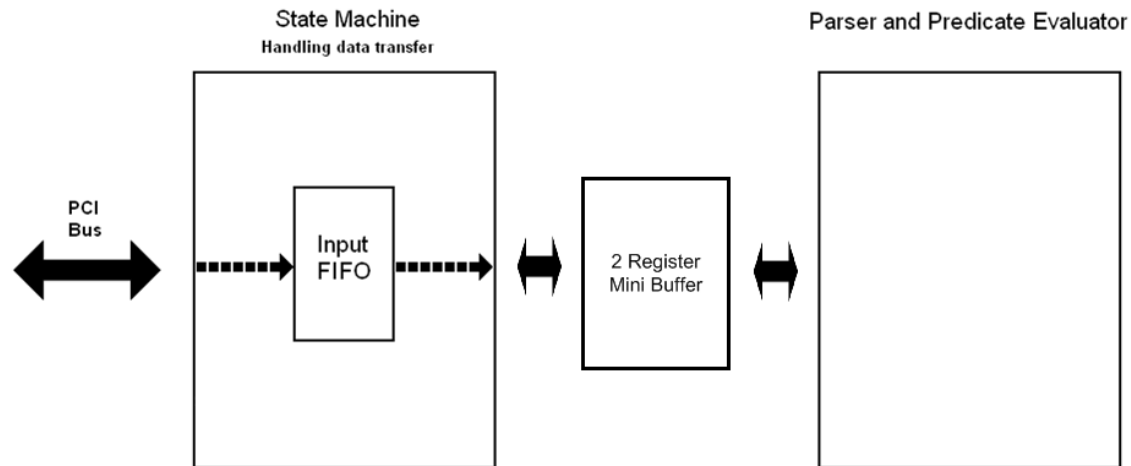 State Machine
Handling data transfer
Parser and Predicate Evaluator
PCI
Bus
Input
FIFO
2 Register
Mini Buffer